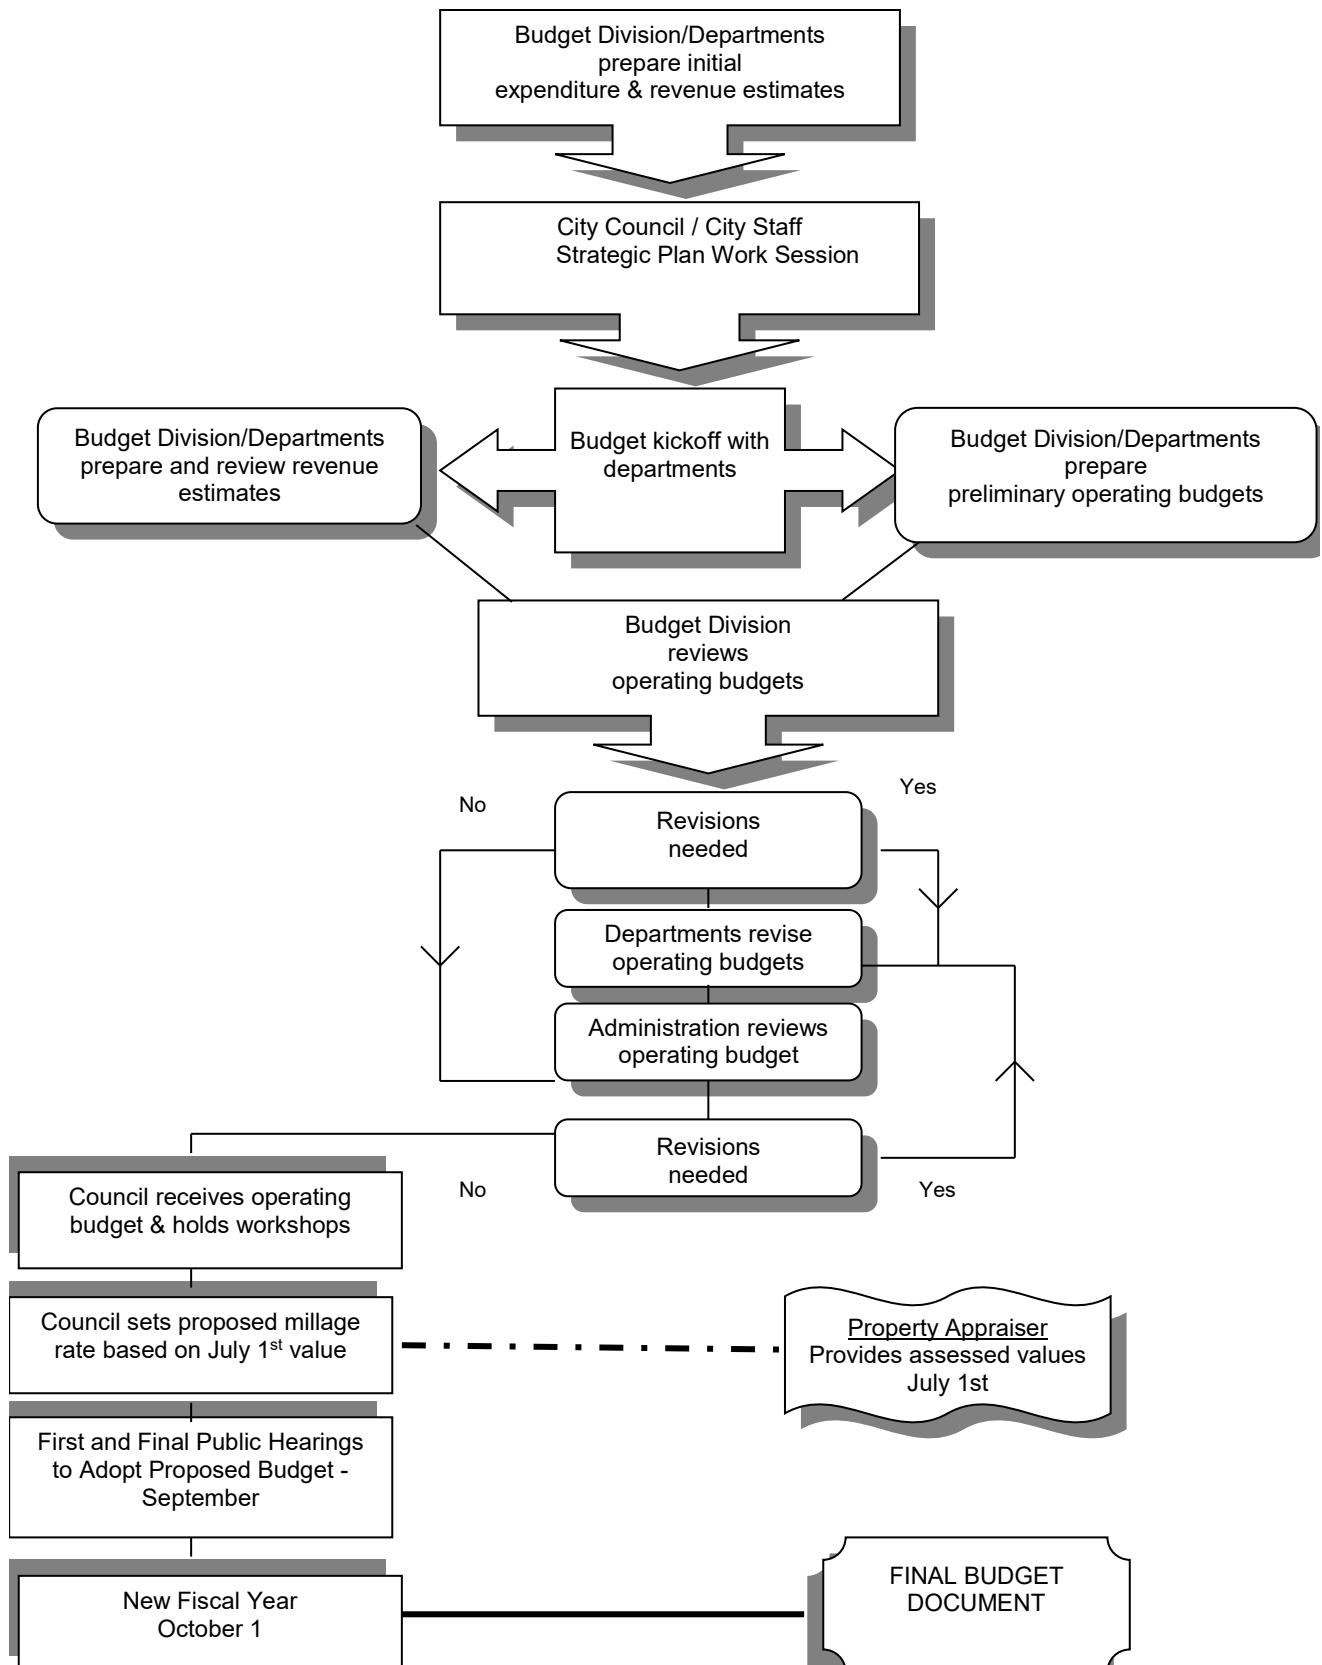 Budget Division/Departments
prepare initial
expenditure & revenue estimates
City Council / City Staff
Strategic Plan Work Session
Budget Division/Departments
prepare and review revenue
estimates
Budget kickoff with
departments
Budget Division/Departments
prepare
preliminary operating budgets
Budget Division
reviews
operating budgets
No
Yes
Revisions
needed
Departments revise
operating budgets
Administration reviews
operating budget
Revisions
needed
No
Yes
Council receives operating
budget & holds workshops
Council sets proposed millage
rate based on July 1st value
Property Appraiser
Provides assessed values
July 1st
First and Final Public Hearings
to Adopt Proposed Budget -
September
New Fiscal Year
October 1
FINAL BUDGET
DOCUMENT